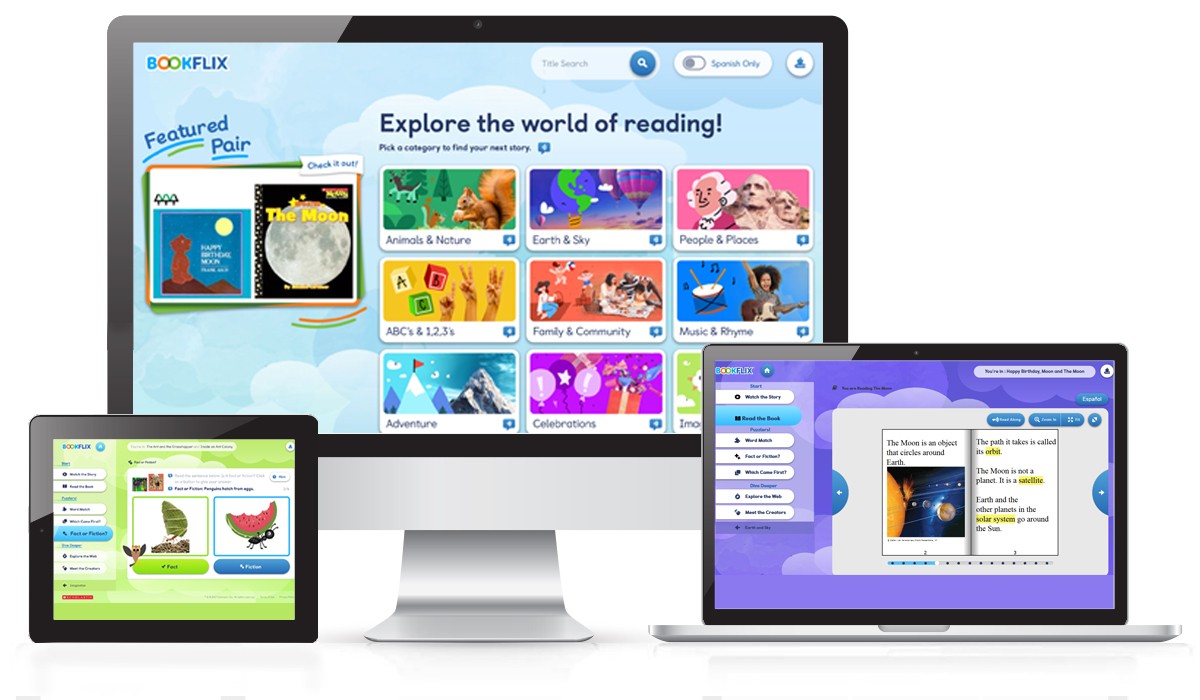 BOOKFLIX
Title Search
Spanish Only
Featured
Pair
Check it out!
HAPPY
BIRTHDAY
MOON
FRANK ASCH
The Moon
Explore the world of reading!
Pick a category to find your next story.
Animals & Nature
Earth & Sky
People & Places
A
B
C
ABC's & 1,2,3's
Family & Community
Music & Rhyme
Adventure
Celebrations
BOOKFLIX
Start
Watch the Story
Read the Book
Word Match
Which Came First?
Fact or Fiction?
Dive Deeper
Explore the Web
Meet the Creators
Fact or Fiction?
Fact or Fiction: Penguins hatch from eggs.
Fact
Fiction
SCHOLASTIC
BOOKFLIX
You're in : Happy Birthday, Moon and The Moon
Start
Watch the Story
Read the Book
Puzzlers!
Word Match
Fact or Fiction?
Which Came First?
Dive Deeper
Explore the Web
Meet the Creators
Earth and Sky
You are Reading The Moon
Español
Read Along
Zoom In
Fit
The Moon is an object
that circles around
Earth.
2
The path it takes is called
its orbit.
The Moon is not a
planet. It is a satellite.
Earth and the
other planets in the
solar system go around
the Sun.
3